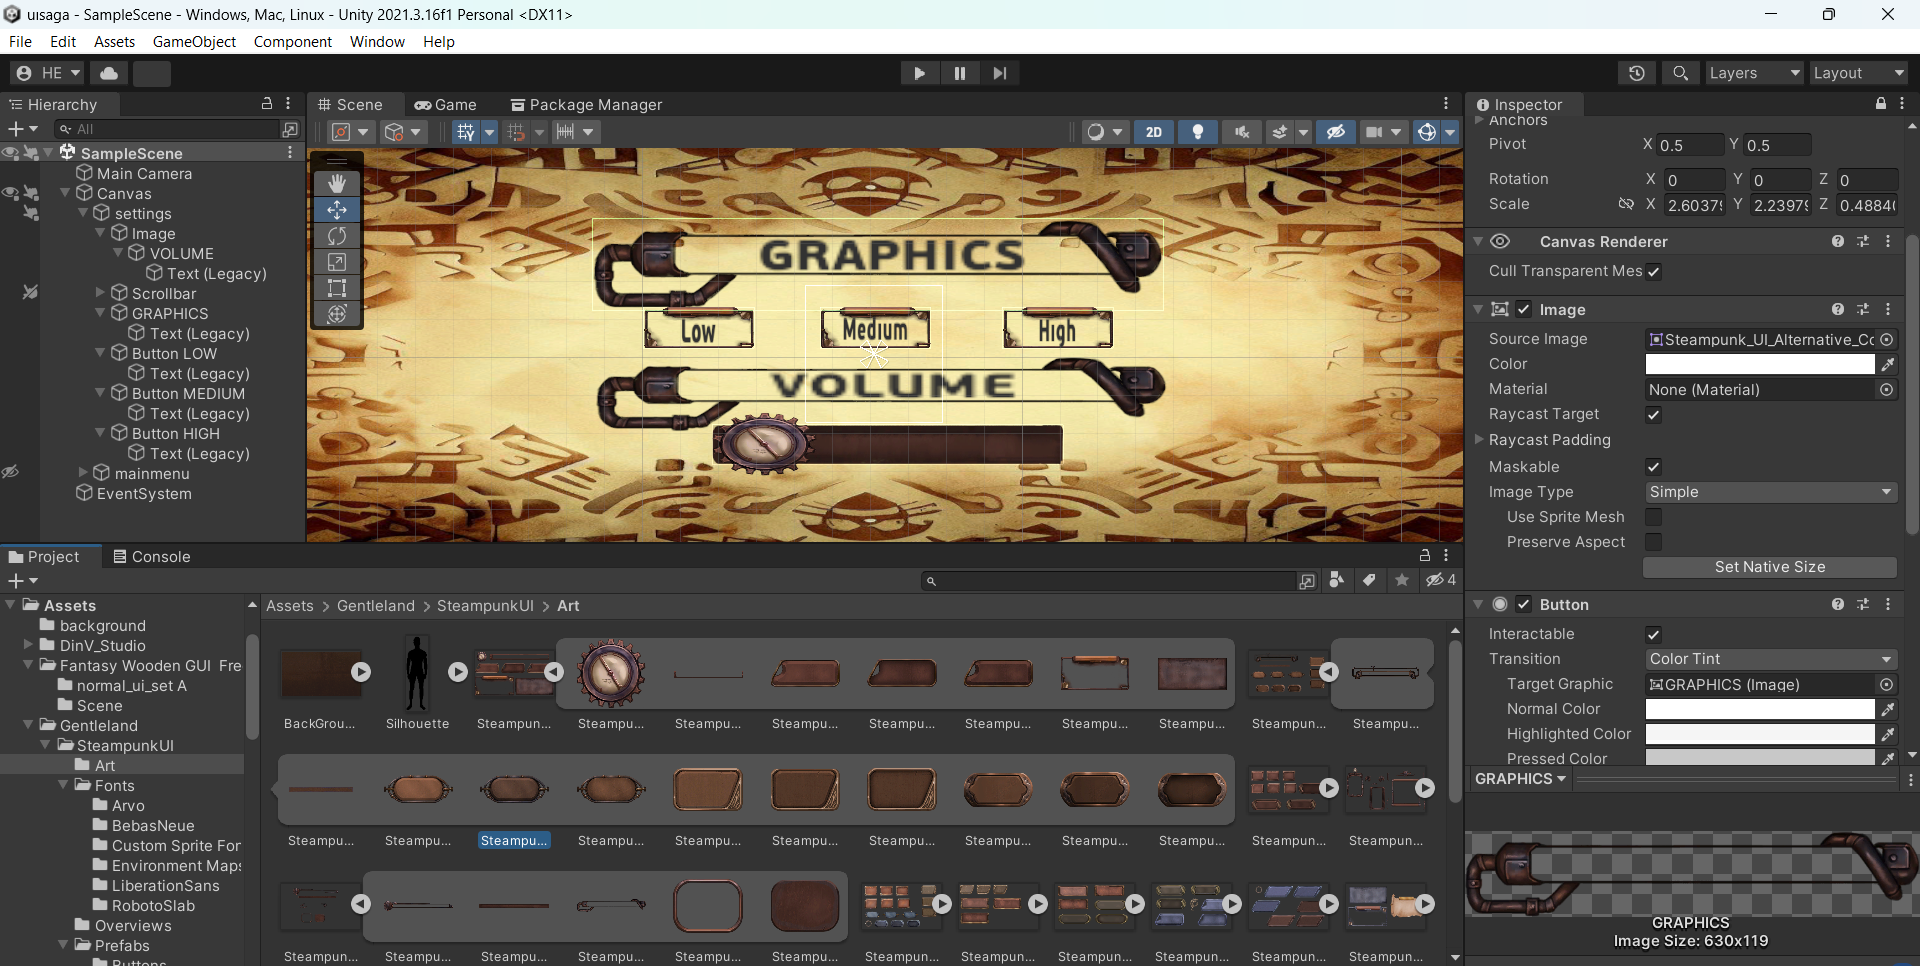 uisaga - SampleScene - Windows, Mac, Linux - Unity 2021.3.16f1 Personal <DX11>
File Edit Assets GameObject Component Window Help
HE
Layers
Layout
Hierarchy
All
SampleScene
Main Camera
Canvas
settings
Image
VOLUME
Text (Legacy)
Scrollbar
GRAPHICS
Text (Legacy)
Button LOW
Text (Legacy)
Button MEDIUM
Text (Legacy)
Button HIGH
Text (Legacy)
mainmenu
EventSystem
Scene
Game
Package Manager
2D
GRAPHICS
Low
Medium
High
VOLUME
Inspector
Anchors
Pivot X 0.5 Y 0.5
Rotation X 0 Y 0 Z 0
Scale X 2.6037 Y 2.2397 Z 0.4884
Canvas Renderer
Cull Transparent Mes
Image
Source Image Steampunk_UI_Alternative_Co
Color
Material None (Material)
Raycast Target
Raycast Padding
Maskable
Image Type Simple
Use Sprite Mesh
Preserve Aspect
Set Native Size
Button
Interactable
Transition Color Tint
Target Graphic GRAPHICS (Image)
Normal Color
Highlighted Color
Pressed Color
GRAPHICS
GRAPHICS
Image Size: 630x119
Project
Console
4
Assets
background
DinV_Studio
Fantasy Wooden GUI Fre
normal_ui_set A
Scene
Gentleland
SteampunkUI
Art
Fonts
Arvo
BebasNeue
Custom Sprite For
Environment Maps
LiberationSans
RobotoSlab
Overviews
Prefabs
Buttons
Assets > Gentleland > SteampunkUI > Art
BackGrou... Silhouette Steampun... Steampu... Steampu... Steampu... Steampu... Steampu... Steampu... Steampu... Steampun... Steampu...
Steampu... Steampu... Steampu... Steampu... Steampu... Steampu... Steampu... Steampu... Steampu... Steampu... Steampun... Steampun...
Steampun... Steampu... Steampu... Steampu... Steampu... Steampu... Steampun... Steampun... Steampun... Steampun... Steampun... Steampun...